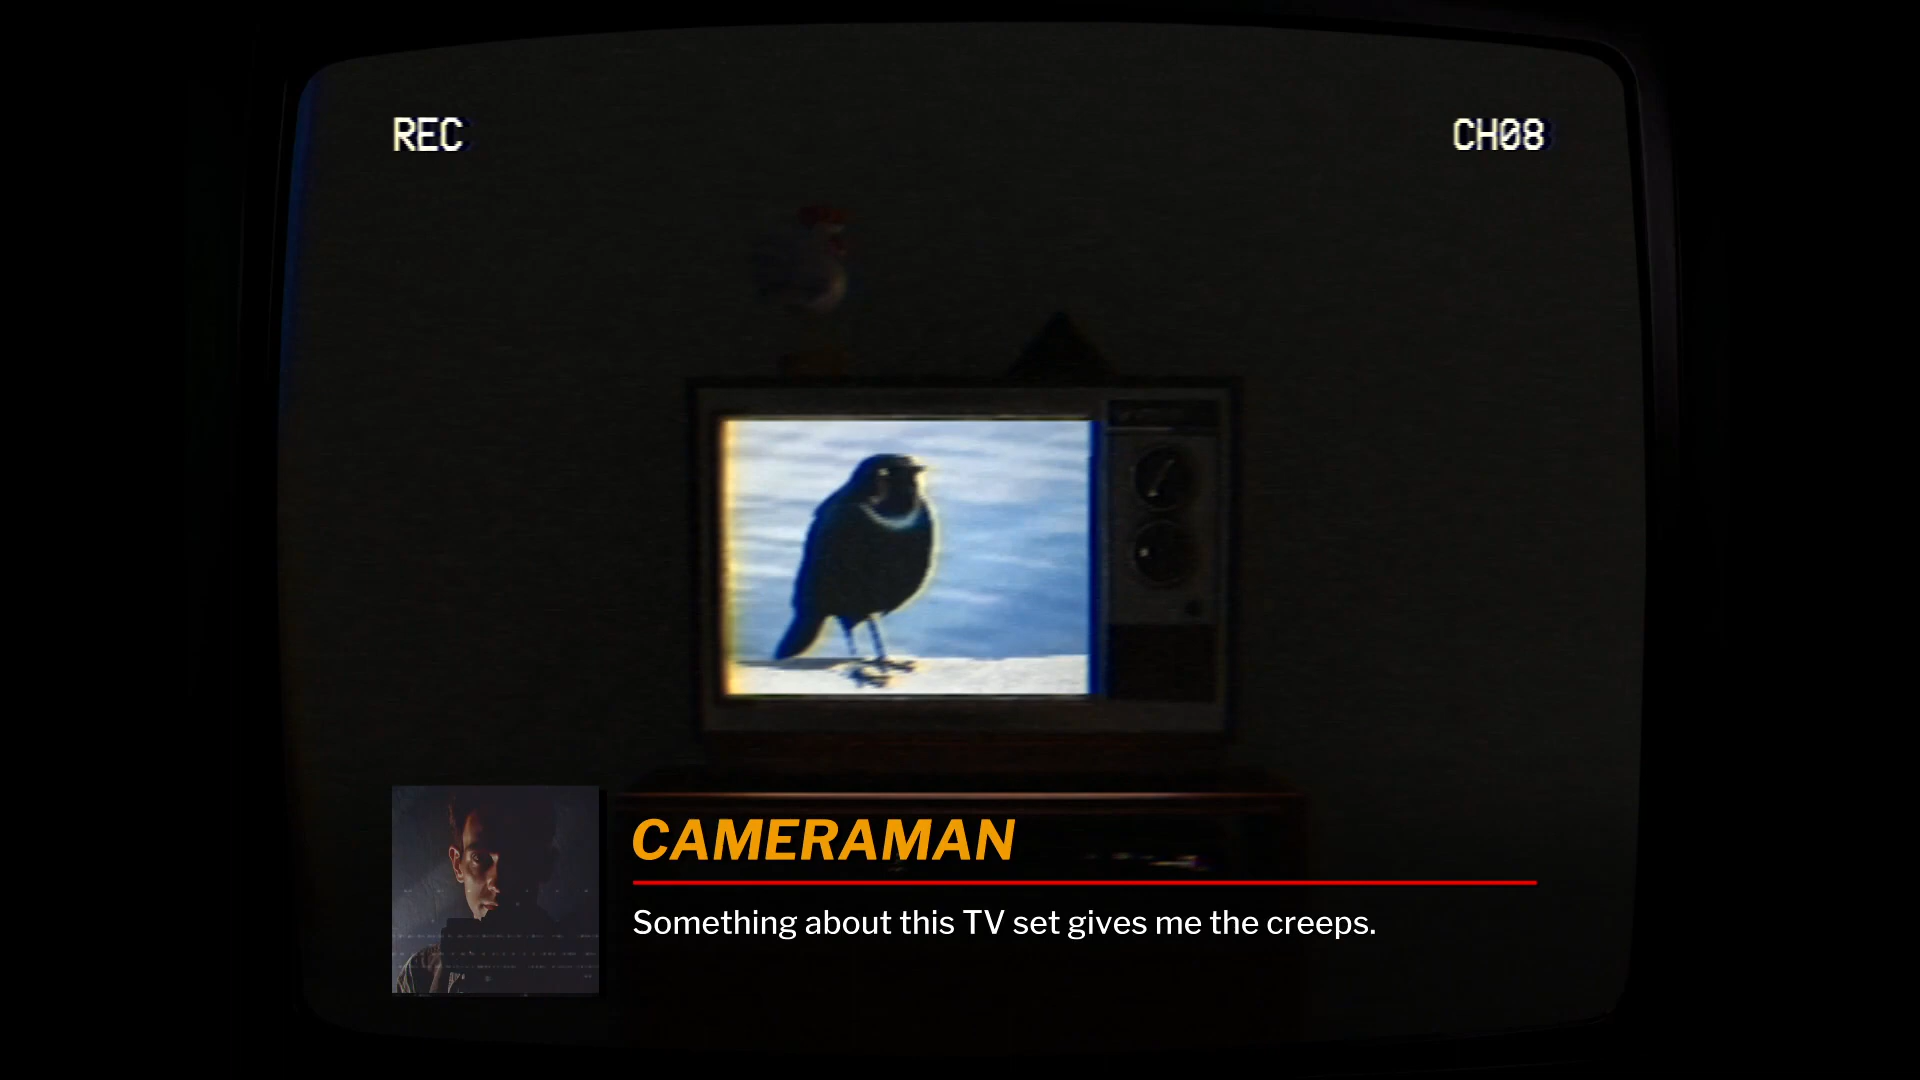 REC
CH08
CAMERAMAN
Something about this TV set gives me the creeps.